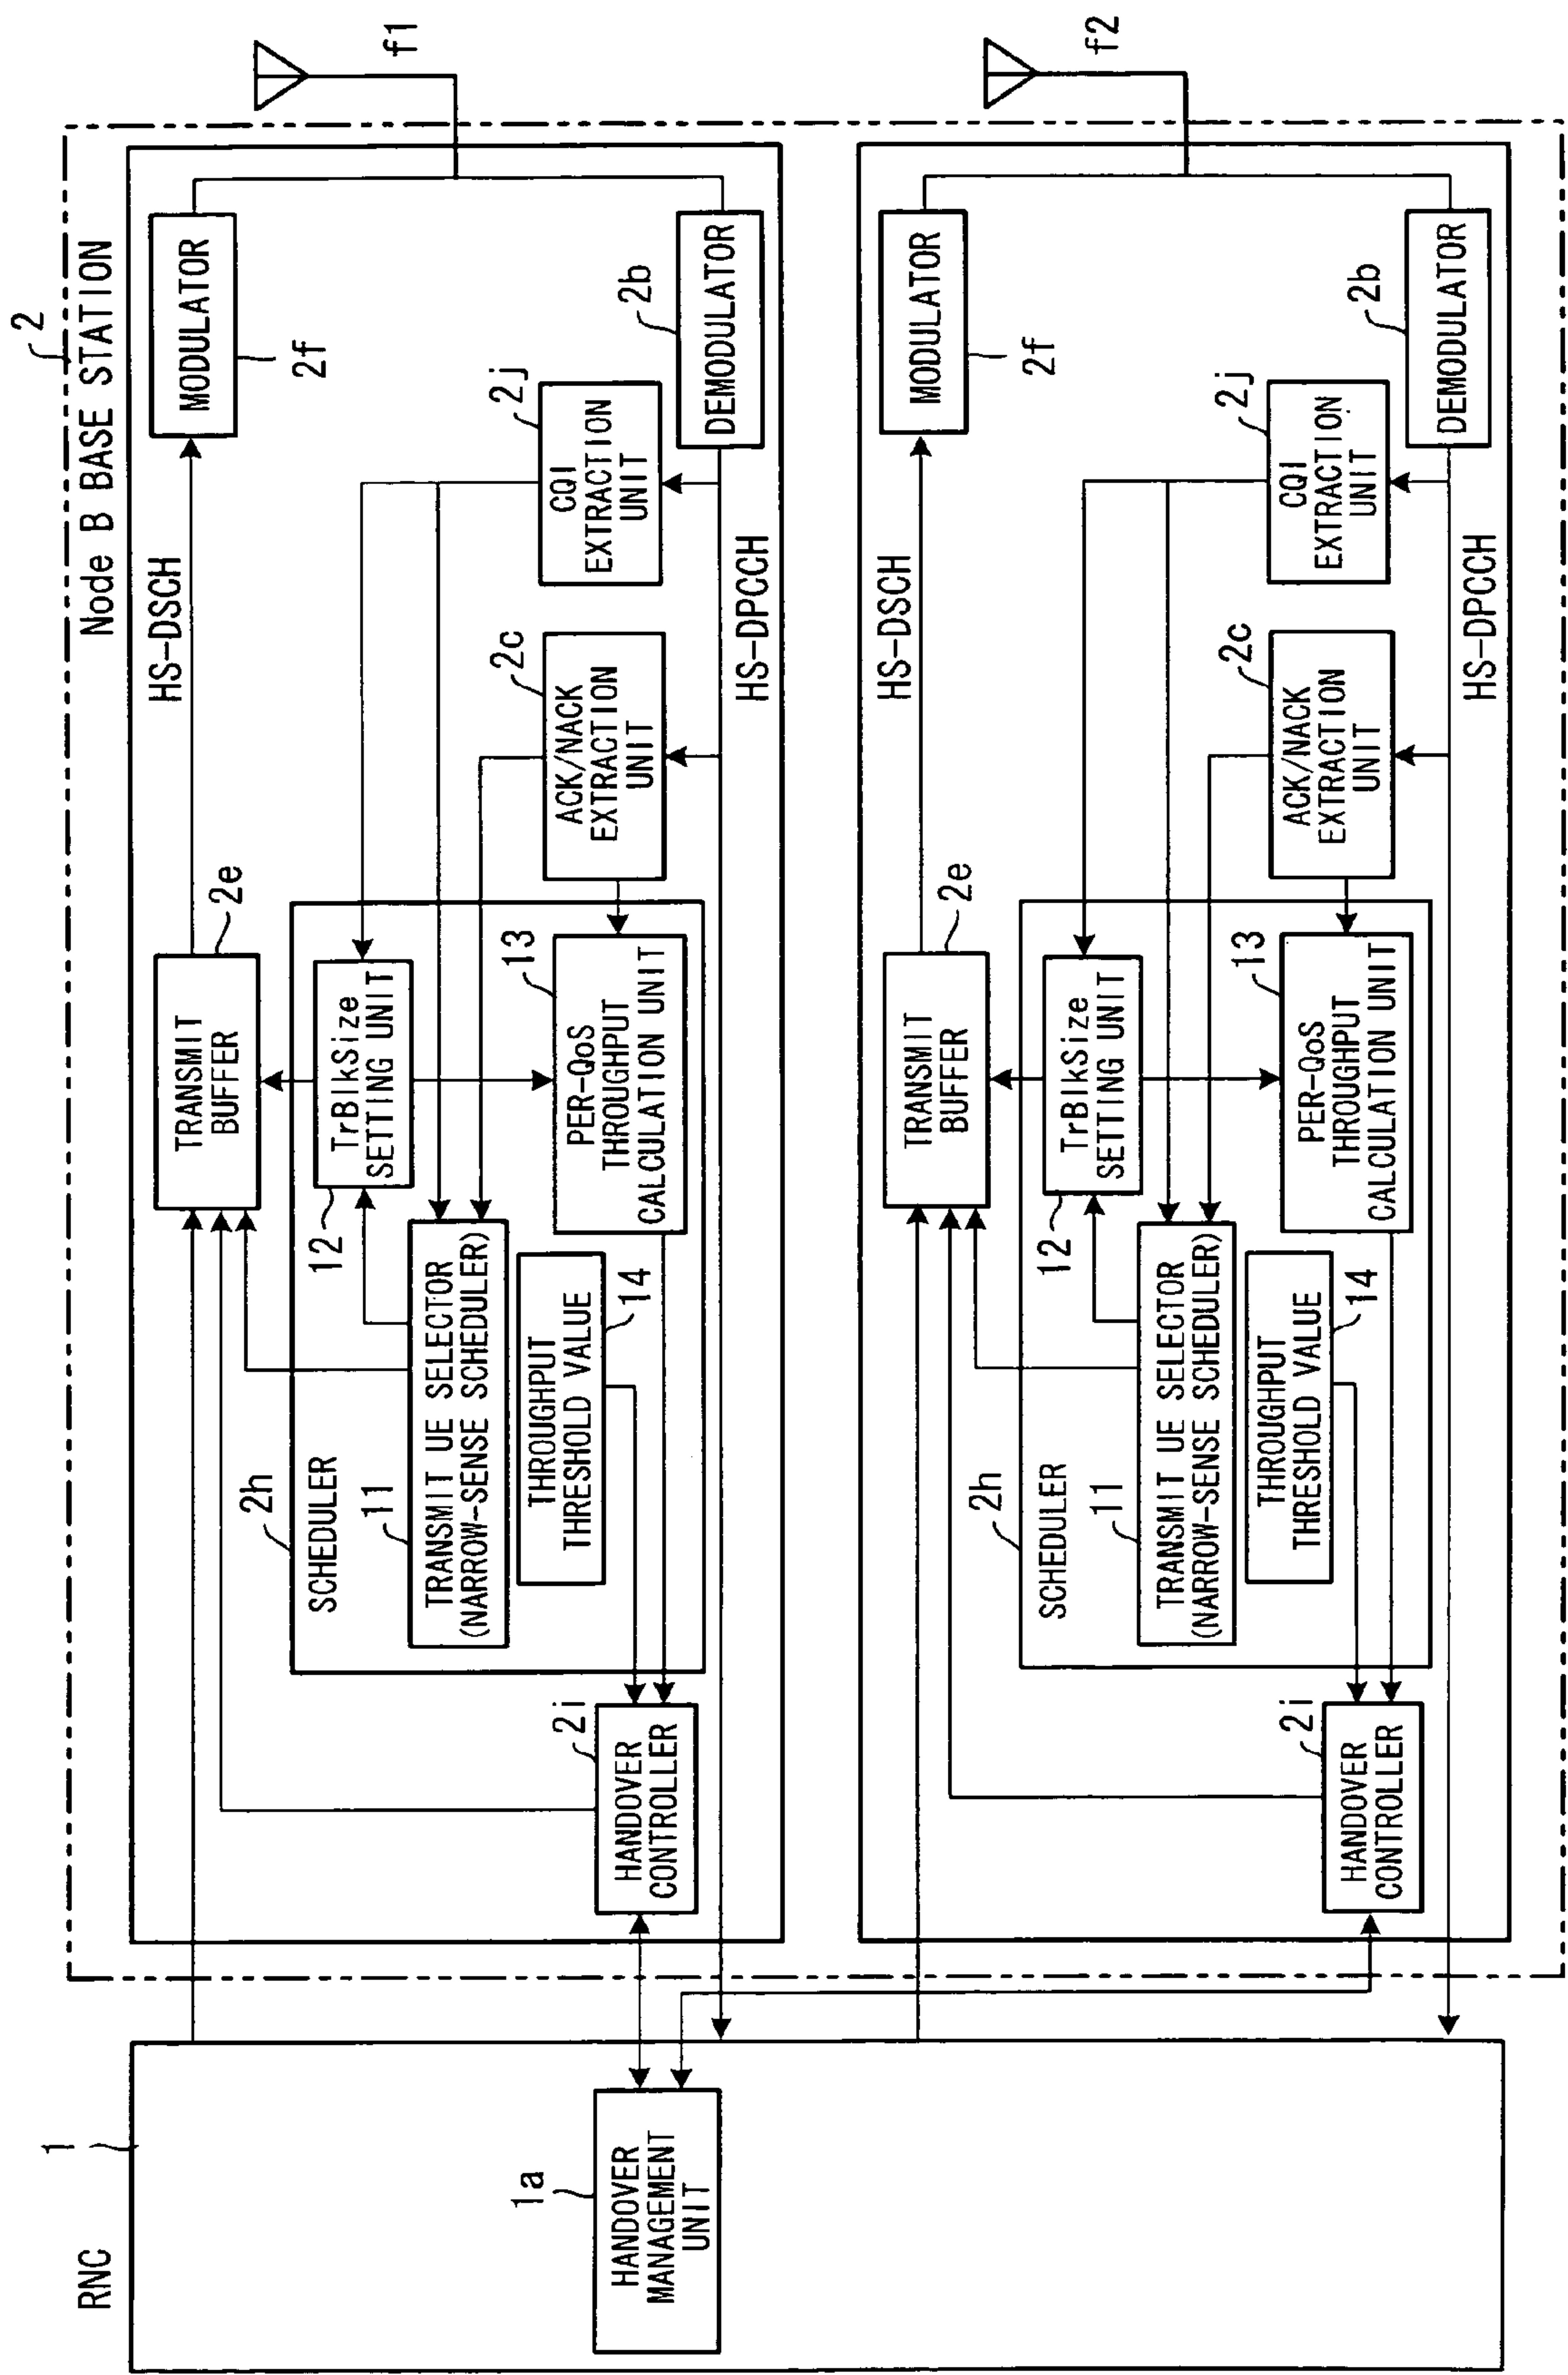 RNC
1
1a
HANDOVER
MANAGEMENT
UNIT
2
Node B BASE STATION
HS-DSCH
TRANSMIT
BUFFER
2e
MODULATOR
2f
2h
SCHEDULER
11
TRANSMIT UE SELECTOR
(NARROW-SENSE SCHEDULER)
12
TrBlkSize
SETTING UNIT
13
PER-QoS
THROUGHPUT
CALCULATION UNIT
THROUGHPUT
THRESHOLD VALUE
14
2i
HANDOVER
CONTROLLER
2c
ACK/NACK
EXTRACTION
UNIT
2j
CQI
EXTRACTION
UNIT
2b
DEMODULATOR
HS-DPCCH
f1
HS-DSCH
TRANSMIT
BUFFER
2e
MODULATOR
2f
2h
SCHEDULER
11
TRANSMIT UE SELECTOR
(NARROW-SENSE SCHEDULER)
12
TrBlkSize
SETTING UNIT
13
PER-QoS
THROUGHPUT
CALCULATION UNIT
THROUGHPUT
THRESHOLD VALUE
14
2i
HANDOVER
CONTROLLER
2c
ACK/NACK
EXTRACTION
UNIT
2j
CQI
EXTRACTION
UNIT
2b
DEMODULATOR
HS-DPCCH
f2